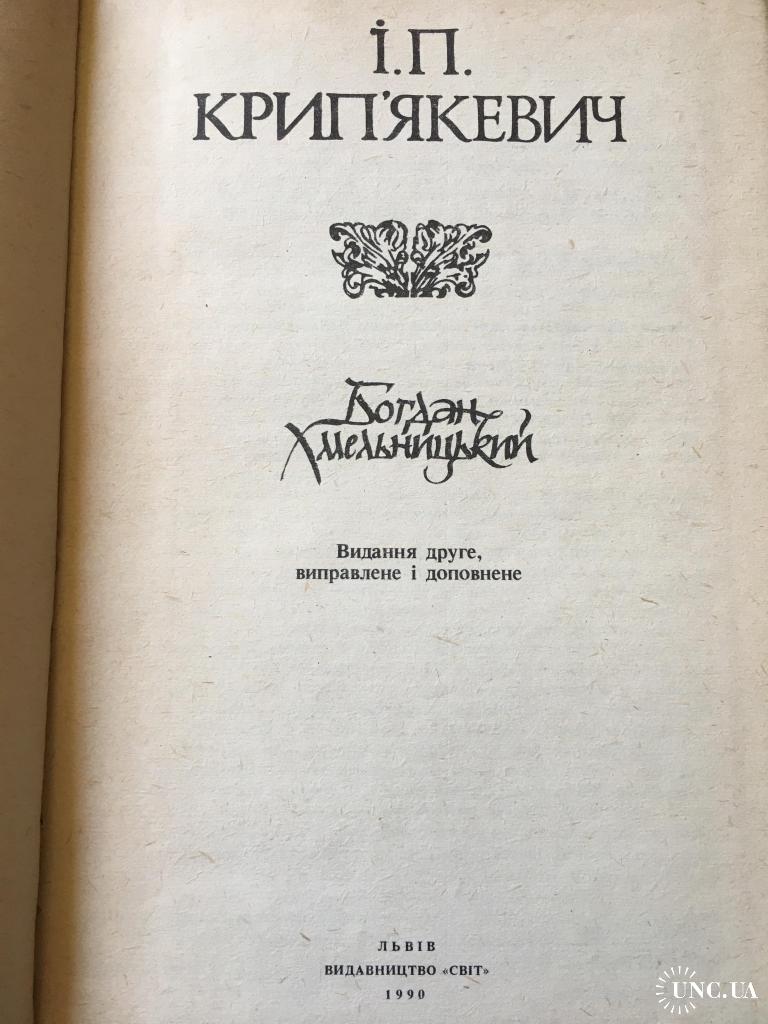 І.П.
КРИП'ЯКЕВИЧ
Богдан
Хмельницький
Видання друге,
виправлене і доповнене
ЛЬВІВ
ВИДАВНИЦТВО «СВІТ»
1990
UNC.UA